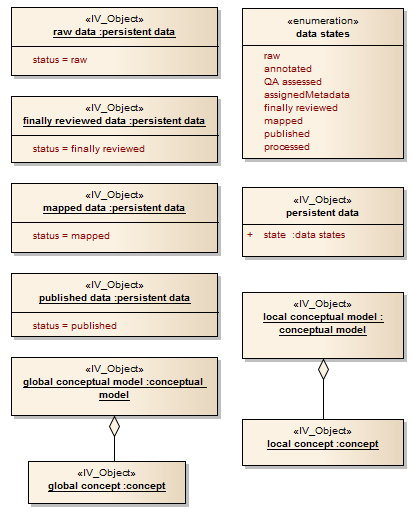 «IV_Object»
raw data :persistent data
status = raw
«IV_Object»
finally reviewed data :persistent data
status = finally reviewed
«IV_Object»
mapped data :persistent data
status = mapped
«IV_Object»
published data :persistent data
status = published
«IV_Object»
global conceptual model :conceptual
model
«IV_Object»
global concept :concept
«enumeration»
data states
raw
annotated
QA assessed
assignedMetadata
finally reviewed
mapped
published
processed
«IV_Object»
persistent data
+ state :data states
«IV_Object»
local conceptual model :
conceptual model
«IV_Object»
local concept :concept